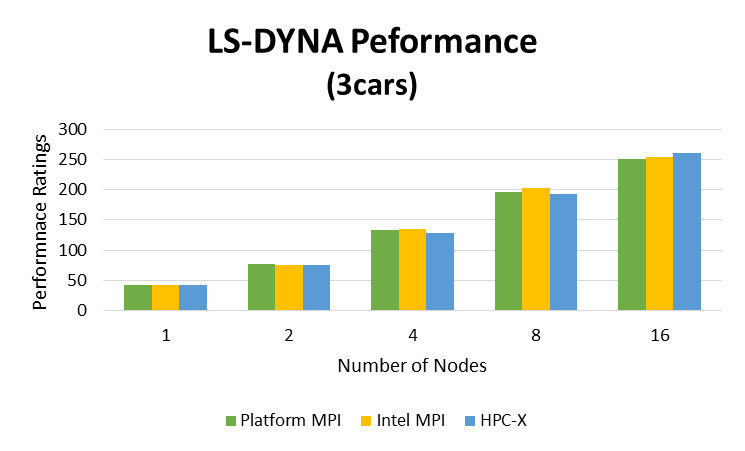 LS-DYNA Peformance
(3cars)
Performnace Ratings
300
250
200
150
100
50
0
1 2 4 8 16
Number of Nodes
Platform MPI Intel MPI HPC-X